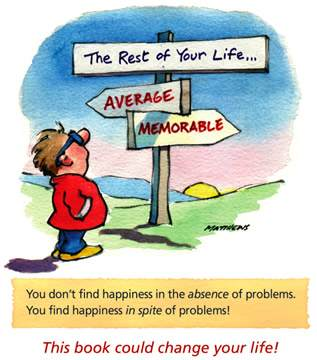 The Rest of Your Life...
AVERAGE
MEMORABLE
MATTHEWS
You don't find happiness in the absence of problems.
You find happiness in spite of problems!
This book could change your life!